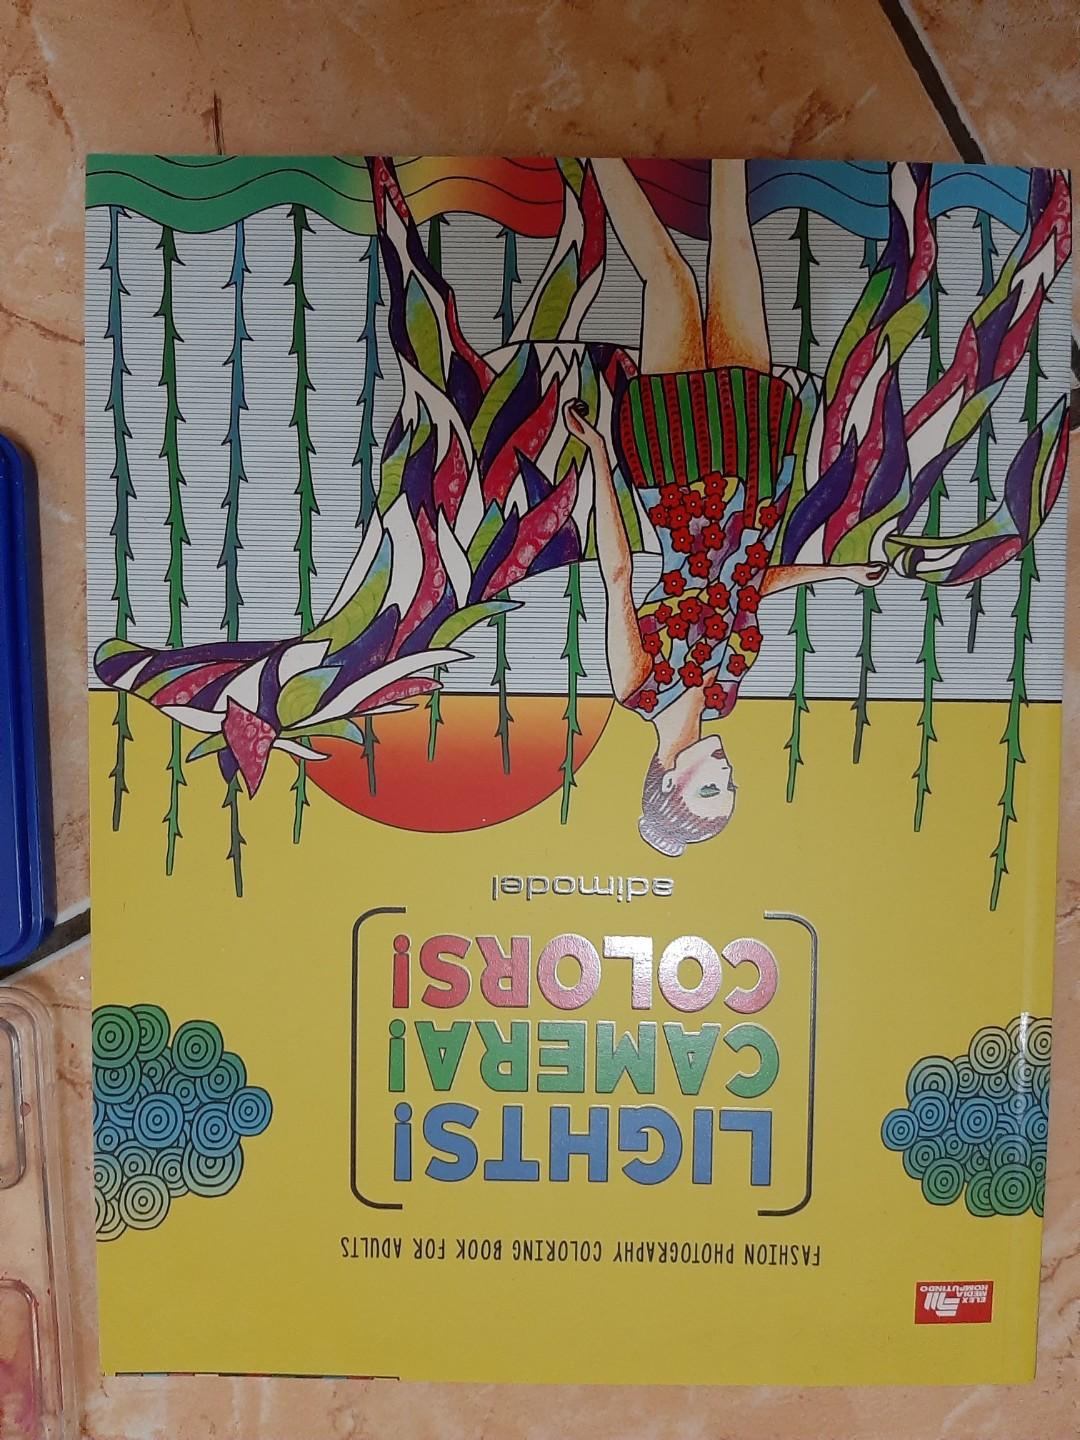 ELEX
MEDIA
KOMPUTINDO
FASHION PHOTOGRAPHY COLORING BOOK FOR ADULTS
LIGHTS!
CAMERA!
COLORS!
adimodel